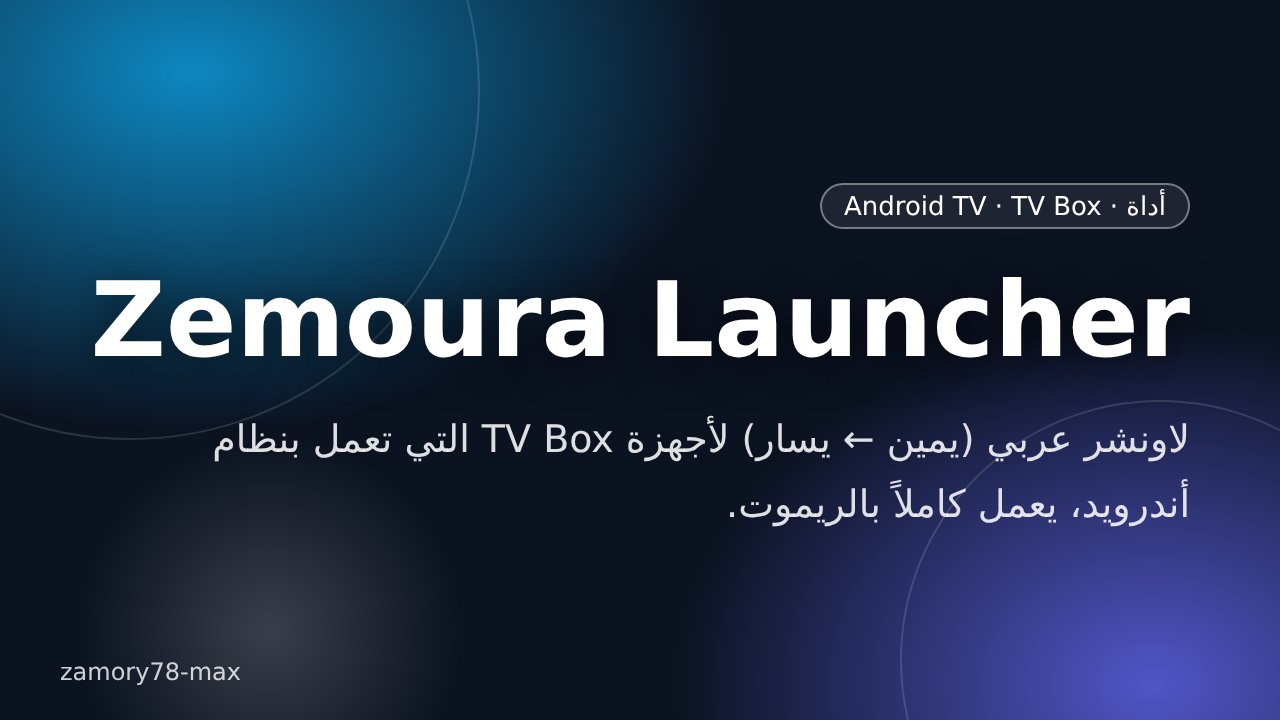 أداة · Android TV · TV Box
Zemoura Launcher
لاونشر عربي (يمين ← يسار) لأجهزة TV Box التي تعمل بنظام
أندرويد، يعمل كاملاً بالريموت.
zamory78-max